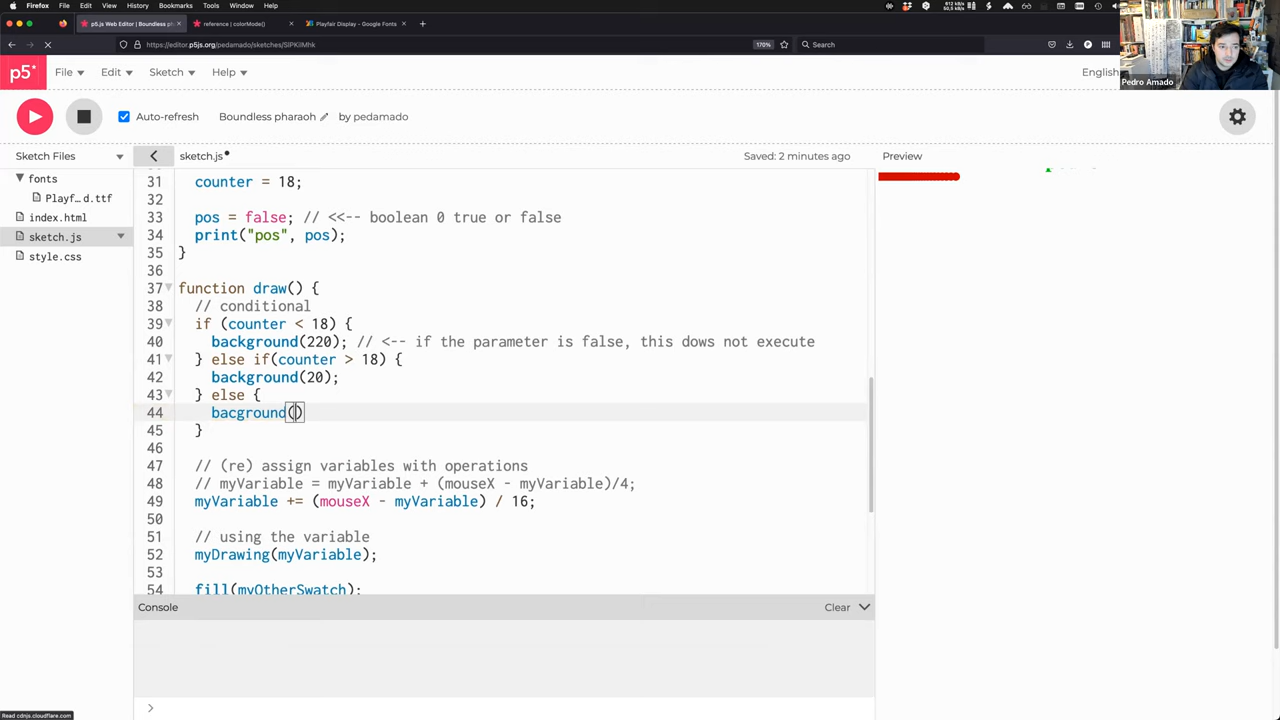 Firefox File Edit View History Bookmarks Tools Window Help
p5.js Web Editor | Boundless ph
reference | colorMode()
Playfair Display - Google Fonts
https://editor.p5js.org/pedamado/sketches/
170%
Search
Pedro Amado
p5*
File
Edit
Sketch
Help
English
Auto-refresh
Boundless pharaoh
by pedamado
Sketch Files
sketch.js
Saved: 2 minutes ago
Preview
fonts
Playf…d.ttf
index.html
sketch.js
style.css
31 counter = 18;
32
33 pos = false; // <<-- boolean 0 true or false
34 print("pos", pos);
35 }
36
37 function draw() {
38 // conditional
39 if (counter < 18) {
40 background(220); // <-- if the parameter is false, this dows not execute
41 } else if(counter > 18) {
42 background(20);
43 } else {
44 bacground()
45 }
46
47 // (re) assign variables with operations
48 // myVariable = myVariable + (mouseX - myVariable)/4;
49 myVariable += (mouseX - myVariable) / 16;
50
51 // using the variable
52 myDrawing(myVariable);
53
54 fill(myOtherSwatch);
Console
Clear
>
Read cdnjs.cloudflare.com